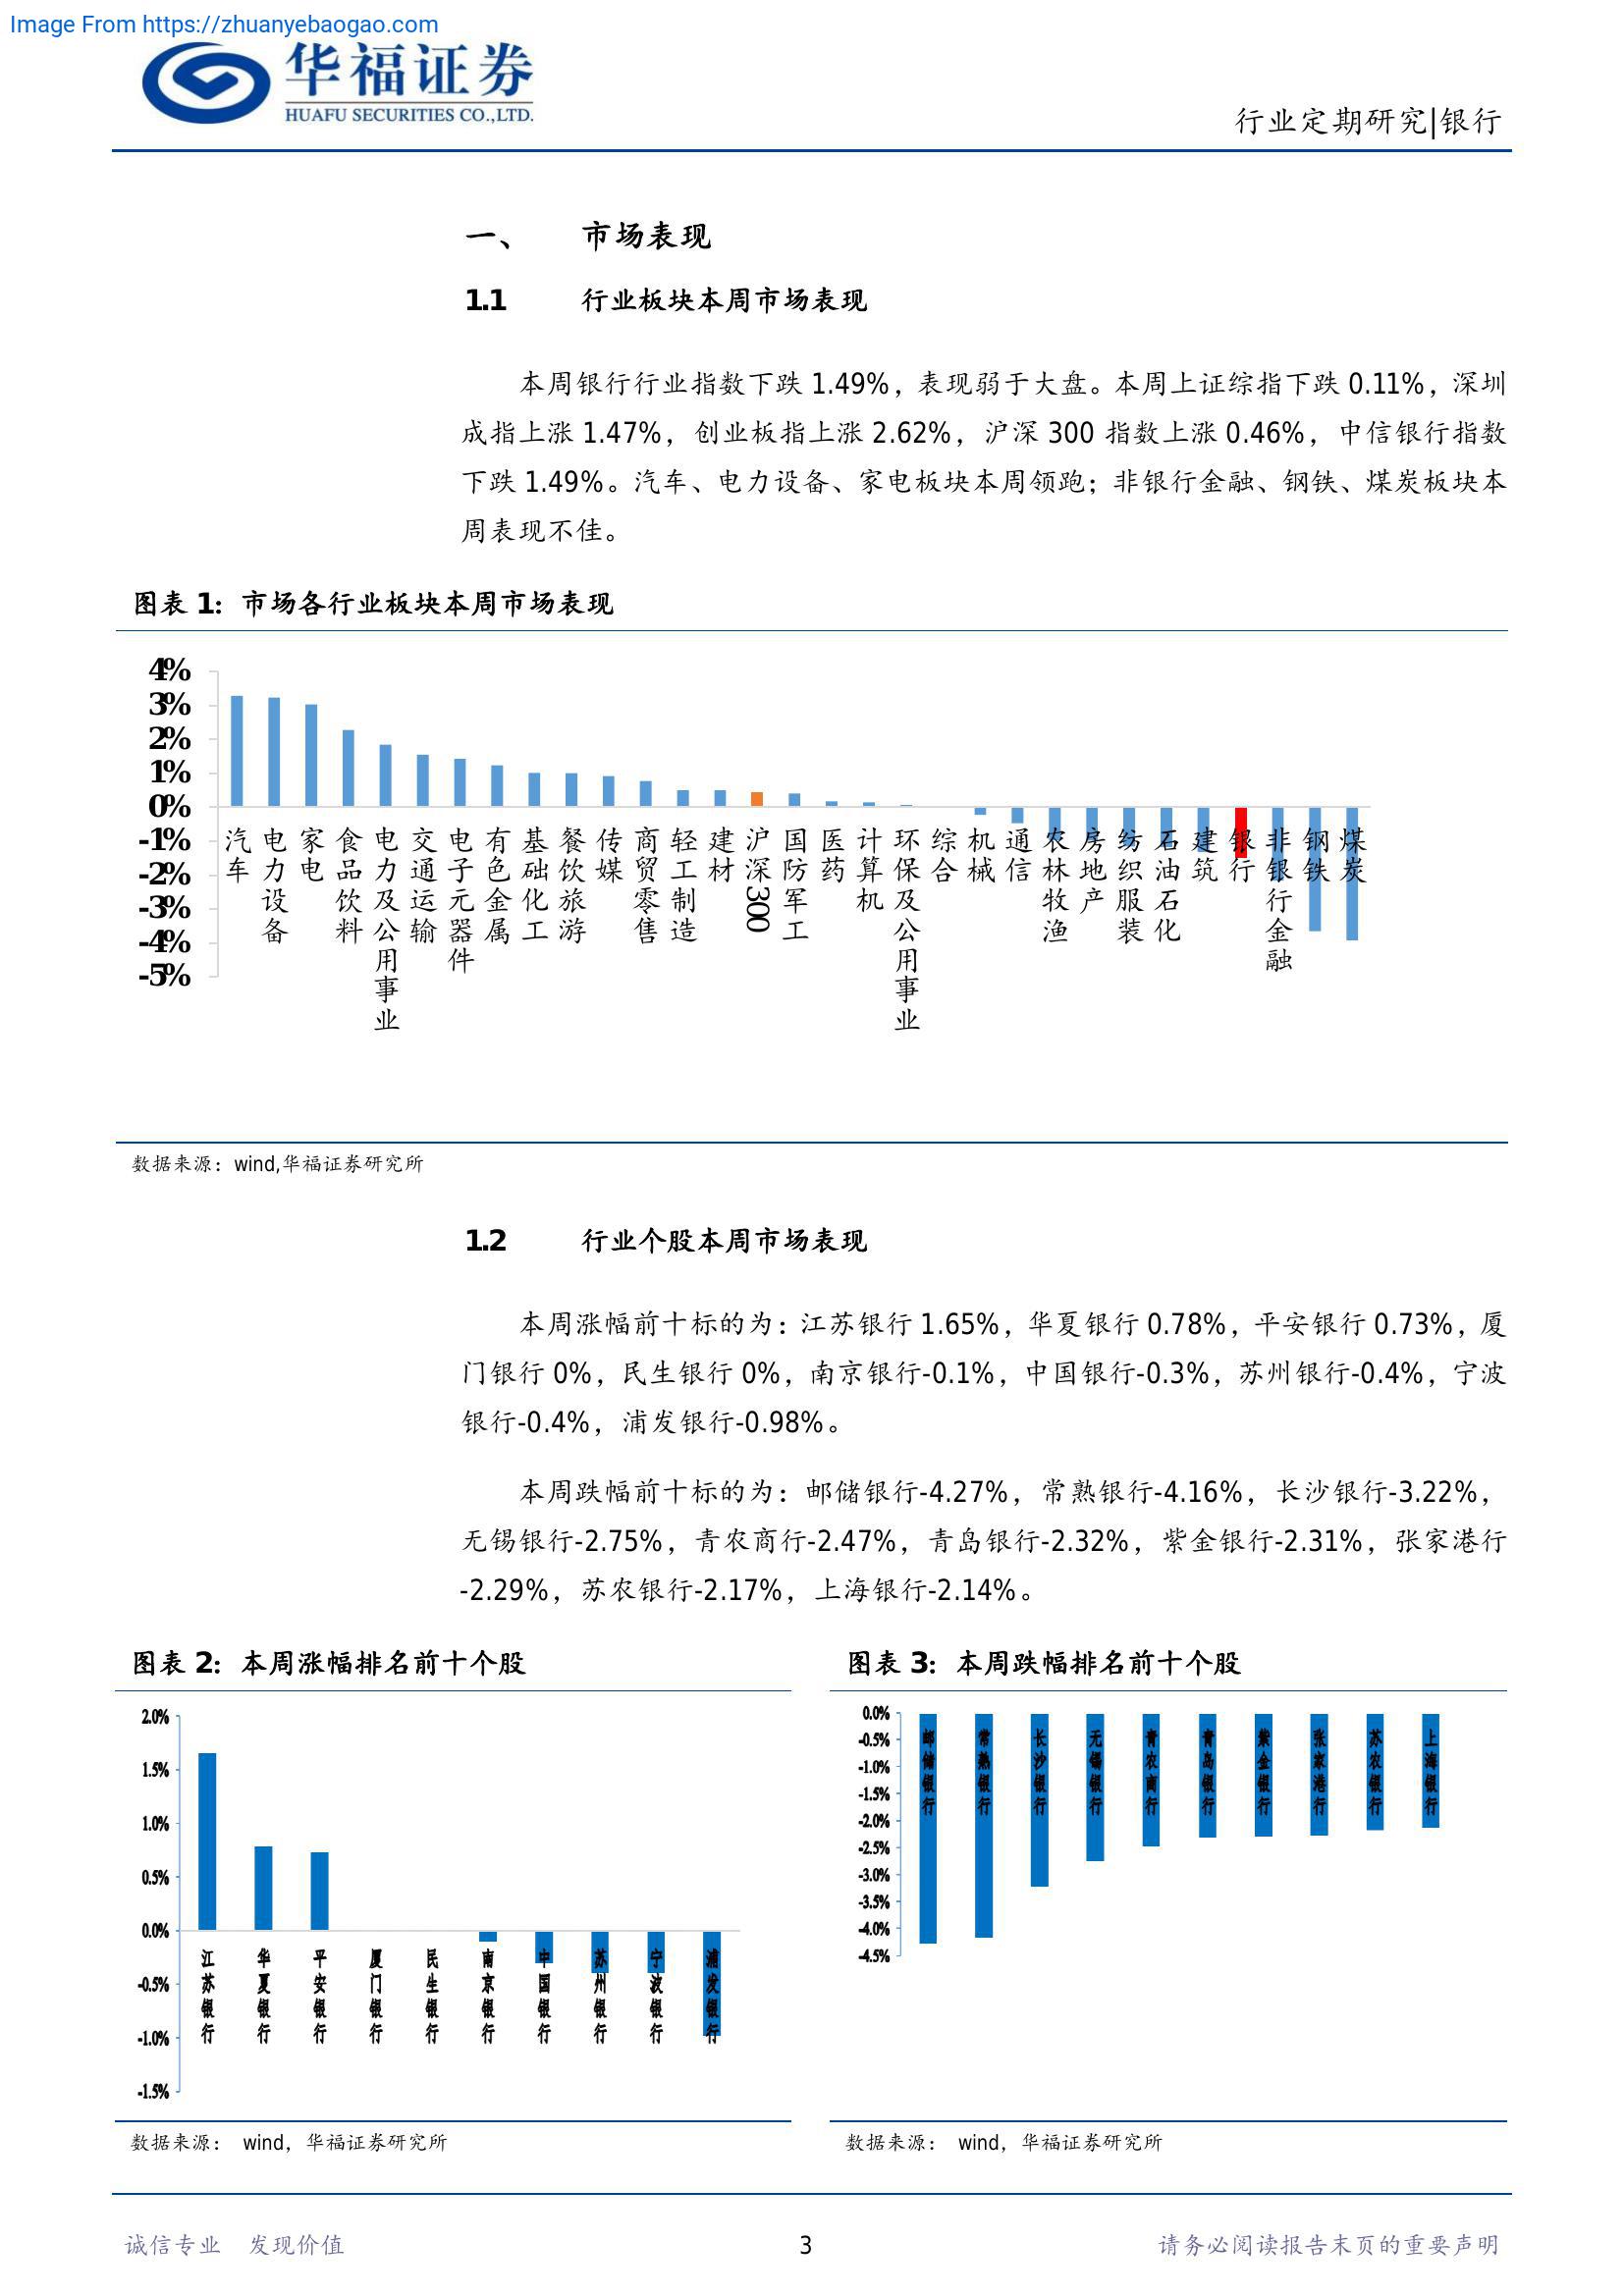 Image From https://zhuanyebaogao.com
华福证券
HUAFU SECURITIES CO.,LTD.
行业定期研究|银行
一、 市场表现
1.1 行业板块本周市场表现
本周银行行业指数下跌 1.49%，表现弱于大盘。本周上证综指下跌 0.11%，深圳
成指上涨 1.47%，创业板指上涨 2.62%，沪深 300 指数上涨 0.46%，中信银行指数
下跌 1.49%。汽车、电力设备、家电板块本周领跑；非银行金融、钢铁、煤炭板块本
周表现不佳。
图表 1：市场各行业板块本周市场表现
4%
3%
2%
1%
0%
-1%
-2%
-3%
-4%
-5%
汽车
电力设备
家电
食品饮料
电力及公用事业
交通运输
电子元器件
有色金属
基础化工
餐饮旅游
传媒
商贸零售
轻工制造
建材
沪深300
国防军工
医药
计算机
环保及公用事业
综合
机械
通信
农林牧渔
房地产
纺织服装
石油石化
建筑
银行
非银行金融
钢铁
煤炭
数据来源：wind,华福证券研究所
1.2 行业个股本周市场表现
本周涨幅前十标的为：江苏银行 1.65%，华夏银行 0.78%，平安银行 0.73%，厦
门银行 0%，民生银行 0%，南京银行-0.1%，中国银行-0.3%，苏州银行-0.4%，宁波
银行-0.4%，浦发银行-0.98%。
本周跌幅前十标的为：邮储银行-4.27%，常熟银行-4.16%，长沙银行-3.22%，
无锡银行-2.75%，青农商行-2.47%，青岛银行-2.32%，紫金银行-2.31%，张家港行
-2.29%，苏农银行-2.17%，上海银行-2.14%。
图表 2：本周涨幅排名前十个股
2.0%
1.5%
1.0%
0.5%
0.0%
-0.5%
-1.0%
-1.5%
江苏银行
华夏银行
平安银行
厦门银行
民生银行
南京银行
中国银行
苏州银行
宁波银行
浦发银行
数据来源： wind，华福证券研究所
图表 3：本周跌幅排名前十个股
0.0%
-0.5%
-1.0%
-1.5%
-2.0%
-2.5%
-3.0%
-3.5%
-4.0%
-4.5%
邮储银行
常熟银行
长沙银行
无锡银行
青农商行
青岛银行
紫金银行
张家港行
苏农银行
上海银行
数据来源： wind，华福证券研究所
诚信专业 发现价值
3
请务必阅读报告末页的重要声明